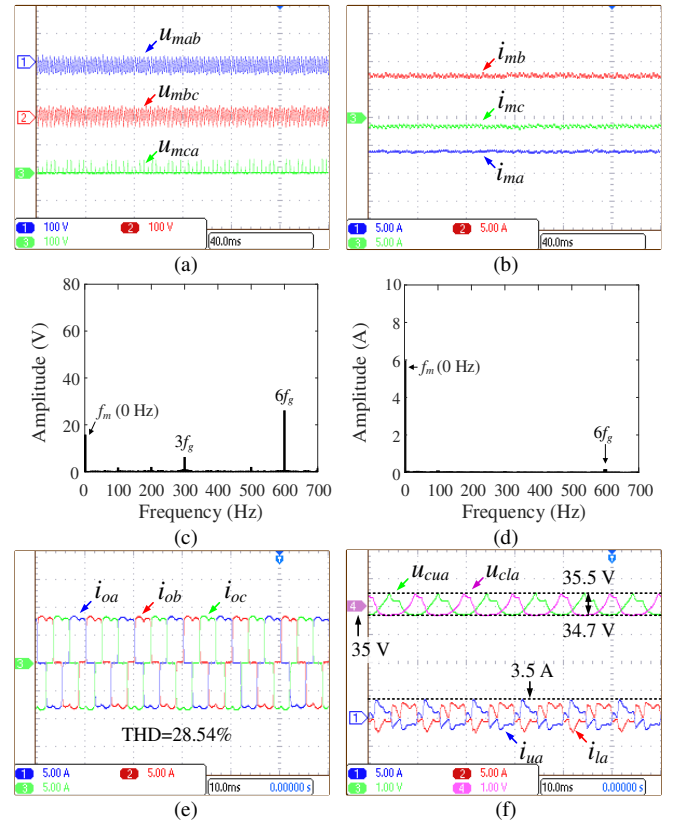 1
u_mab
2
u_mbc
3
u_mca
1 100 V 2 100 V
3 100 V 40.0ms
(a)
i_mb
3
i_mc
i_ma
1 5.00 A 2 5.00 A
3 5.00 A 40.0ms
(b)
80
60
40
20
0
Amplitude (V)
f_m (0 Hz)
3f_g
6f_g
0 100 200 300 400 500 600 700
Frequency (Hz)
(c)
10
8
6
4
2
0
Amplitude (A)
f_m (0 Hz)
6f_g
0 100 200 300 400 500 600 700
Frequency (Hz)
(d)
i_oa i_ob i_oc
3
THD=28.54%
1 5.00 A 2 5.00 A
3 5.00 A 10.0ms 0.00000 s
(e)
u_cua u_cla 35.5 V
4
35 V
34.7 V
3.5 A
1
i_ua i_la
1 5.00 A 2 5.00 A
3 1.00 V 4 1.00 V 10.0ms 0.00000 s
(f)